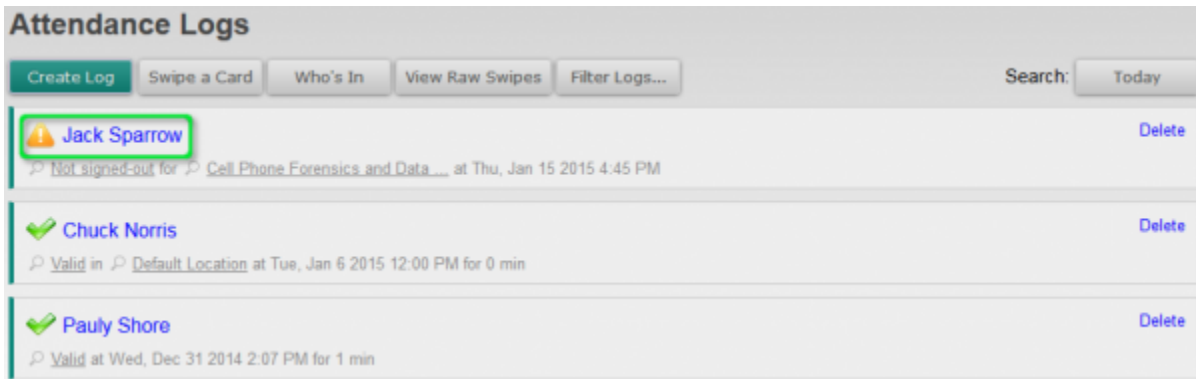 Attendance Logs
Create Log Swipe a Card Who's In View Raw Swipes Filter Logs... Search: Today
Jack Sparrow Delete
Not signed-out for Cell Phone Forensics and Data ... at Thu, Jan 15 2015 4:45 PM
Chuck Norris Delete
Valid in Default Location at Tue, Jan 6 2015 12:00 PM for 0 min
Pauly Shore Delete
Valid at Wed, Dec 31 2014 2:07 PM for 1 min